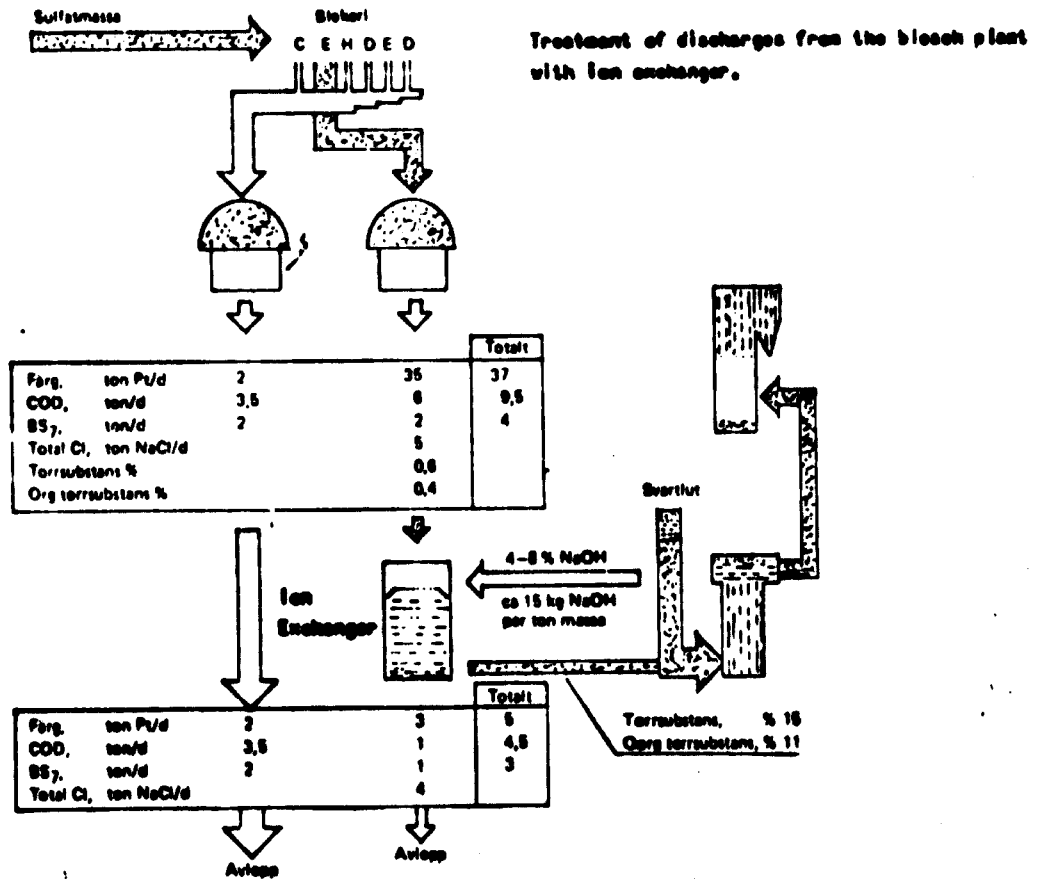 Sulfatmassa
Blekeri
C E H D E D
Treatment of discharges from the bleach plant
with ion exchanger.
Totalt
Färg, ton Pt/d 2 35 37
COD, ton/d 3,5 6 9,5
BS7, ton/d 2 2 4
Total Cl, ton NaCl/d 5
Torrsubstans % 0,6
Org torrsubstans % 0,4
Svartlut
4–8 % NaOH
ca 15 kg NaOH
per ton massa
Ion
Exchanger
Totalt
Färg, ton Pt/d 2 3 5
COD, ton/d 3,5 1 4,5
BS7, ton/d 2 1 3
Total Cl, ton NaCl/d 4
Torrsubstans, % 15
Oorg torrsubstans, % 11
Avlopp
Avlopp